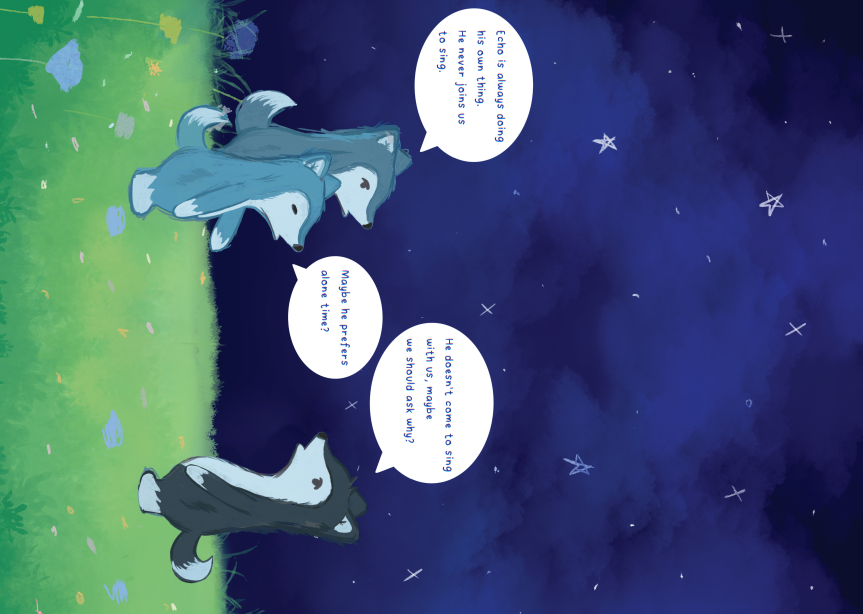 Echo is always doing
his own thing.
He never joins us
to sing.
Maybe he prefers
alone time?
He doesn't come to sing
with us, maybe
we should ask why?